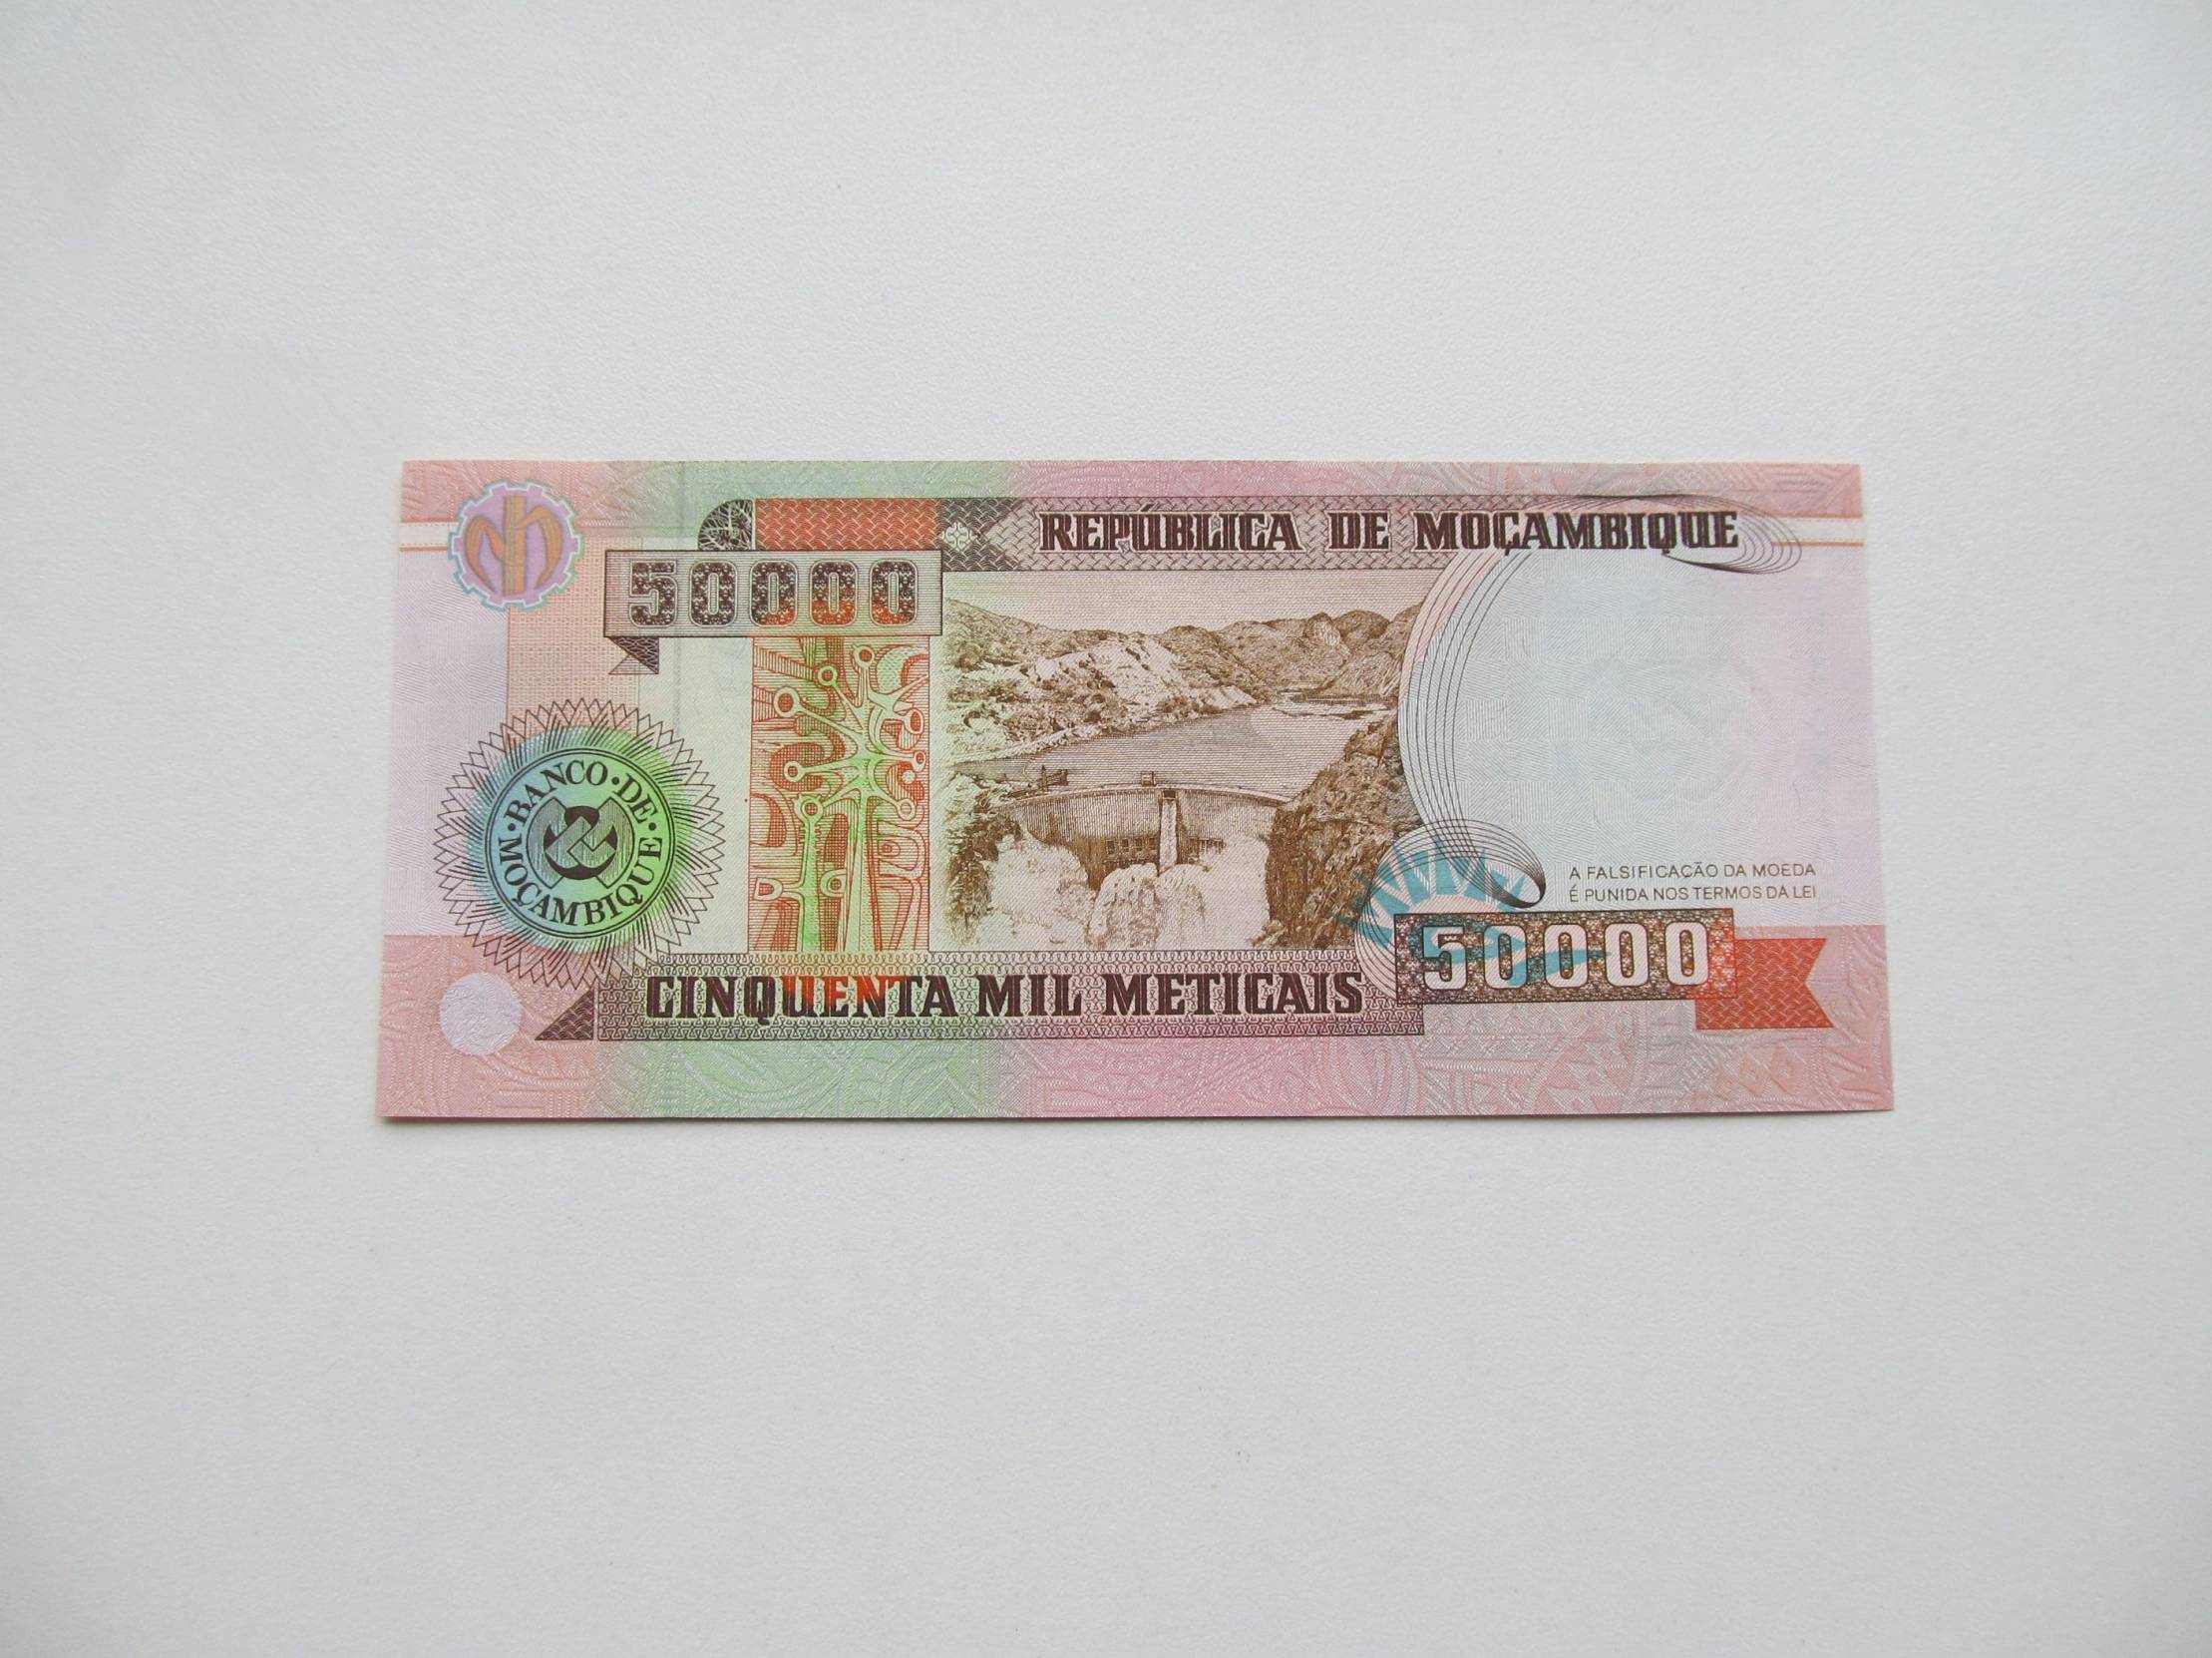 REPÚBLICA DE MOÇAMBIQUE
50000
BANCO · DE · MOÇAMBIQUE ·
A FALSIFICAÇÃO DA MOEDA
É PUNIDA NOS TERMOS DA LEI
50000
CINQUENTA MIL METICAIS